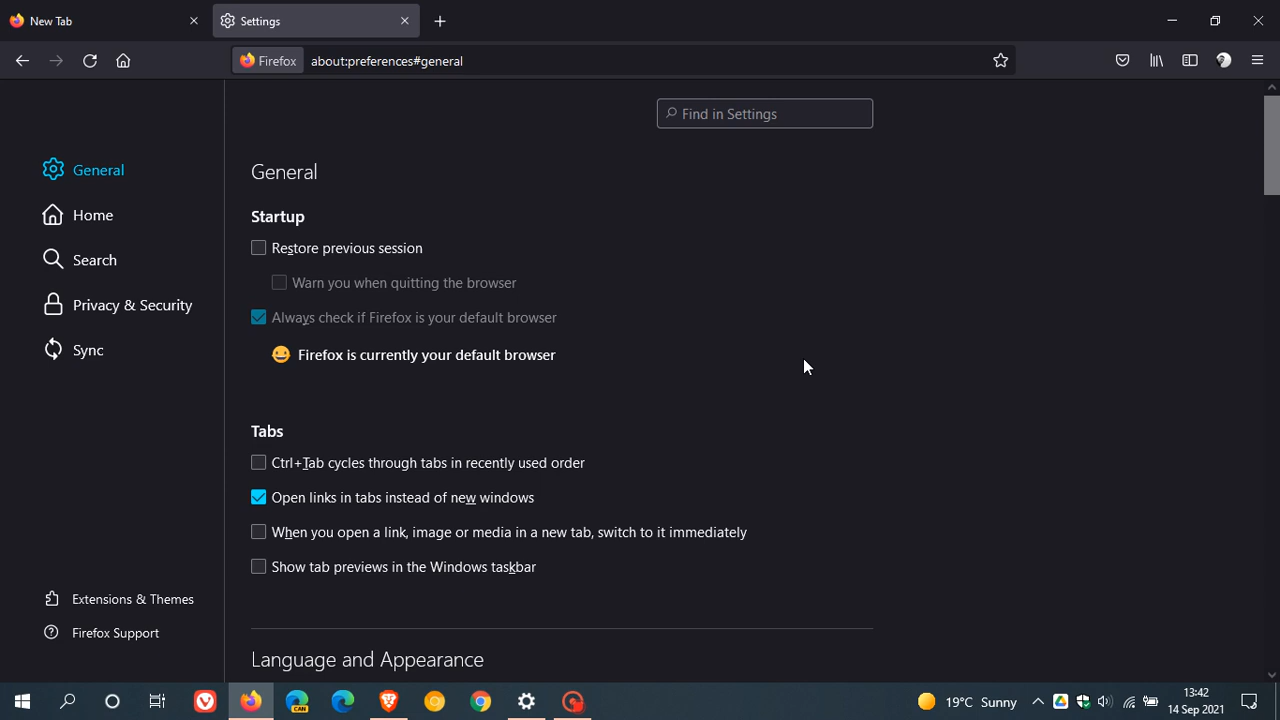 New Tab
Settings
Firefox
about:preferences#general
Find in Settings
General
Home
Search
Privacy & Security
Sync
Extensions & Themes
Firefox Support
General
Startup
Restore previous session
Warn you when quitting the browser
Always check if Firefox is your default browser
Firefox is currently your default browser
Tabs
Ctrl+Tab cycles through tabs in recently used order
Open links in tabs instead of new windows
When you open a link, image or media in a new tab, switch to it immediately
Show tab previews in the Windows taskbar
Language and Appearance
CAN
19°C Sunny
13:42
14 Sep 2021